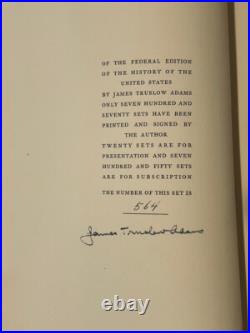 OF THE FEDERAL EDITION
OF THE HISTORY OF THE
UNITED STATES
BY JAMES TRUSLOW ADAMS
ONLY SEVEN HUNDRED AND
SEVENTY SETS HAVE BEEN
PRINTED AND SIGNED BY
THE AUTHOR
TWENTY SETS ARE FOR
PRESENTATION AND SEVEN
HUNDRED AND FIFTY SETS
ARE FOR SUBSCRIPTION
THE NUMBER OF THIS SET IS
564
James Truslow Adams
© 123bidlive.com